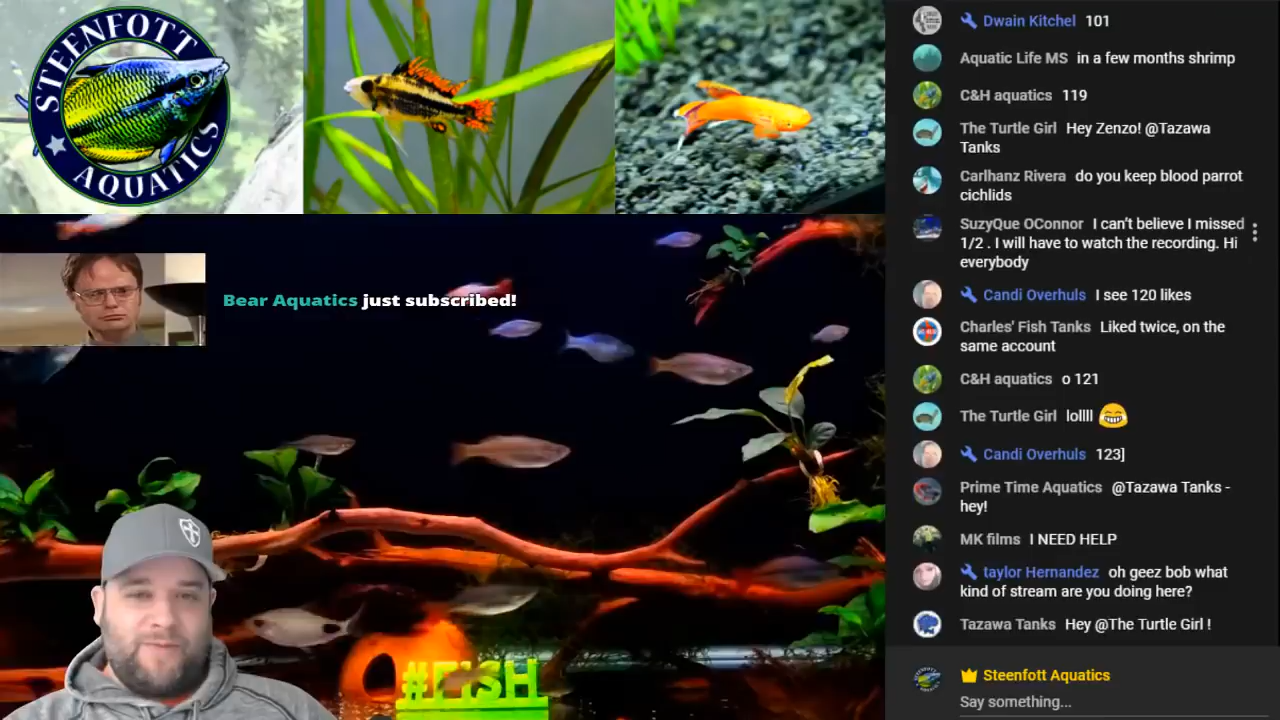 STEENFOTT
AQUATICS
Bear Aquatics just subscribed!
#FISH
Dwain Kitchel 101
Aquatic Life MS in a few months shrimp
C&H aquatics 119
The Turtle Girl Hey Zenzo! @Tazawa
Tanks
Carlhanz Rivera do you keep blood parrot
cichlids
SuzyQue OConnor I can't believe I missed
1/2 . I will have to watch the recording. Hi
everybody
Candi Overhuls I see 120 likes
Charles' Fish Tanks Liked twice, on the
same account
C&H aquatics o 121
The Turtle Girl lollll 😂
Candi Overhuls 123]
Prime Time Aquatics @Tazawa Tanks -
hey!
MK films I NEED HELP
taylor Hernandez oh geez bob what
kind of stream are you doing here?
Tazawa Tanks Hey @The Turtle Girl !
Steenfott Aquatics
Say something...